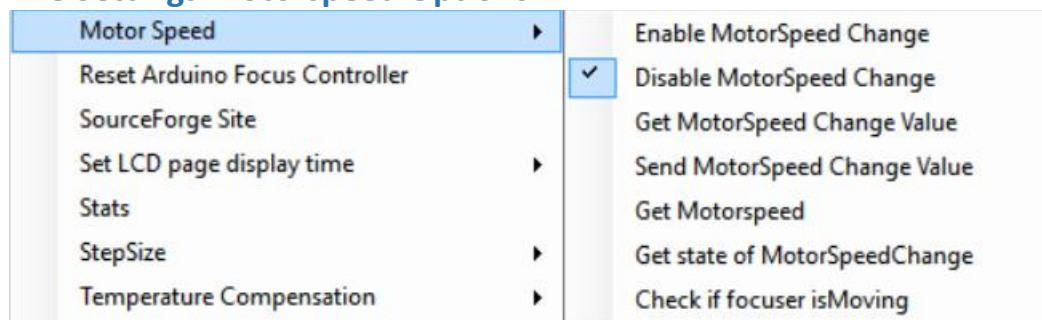 Motor Speed
Reset Arduino Focus Controller
SourceForge Site
Set LCD page display time
Stats
StepSize
Temperature Compensation
Enable MotorSpeed Change
Disable MotorSpeed Change
Get MotorSpeed Change Value
Send MotorSpeed Change Value
Get Motorspeed
Get state of MotorSpeedChange
Check if focuser isMoving